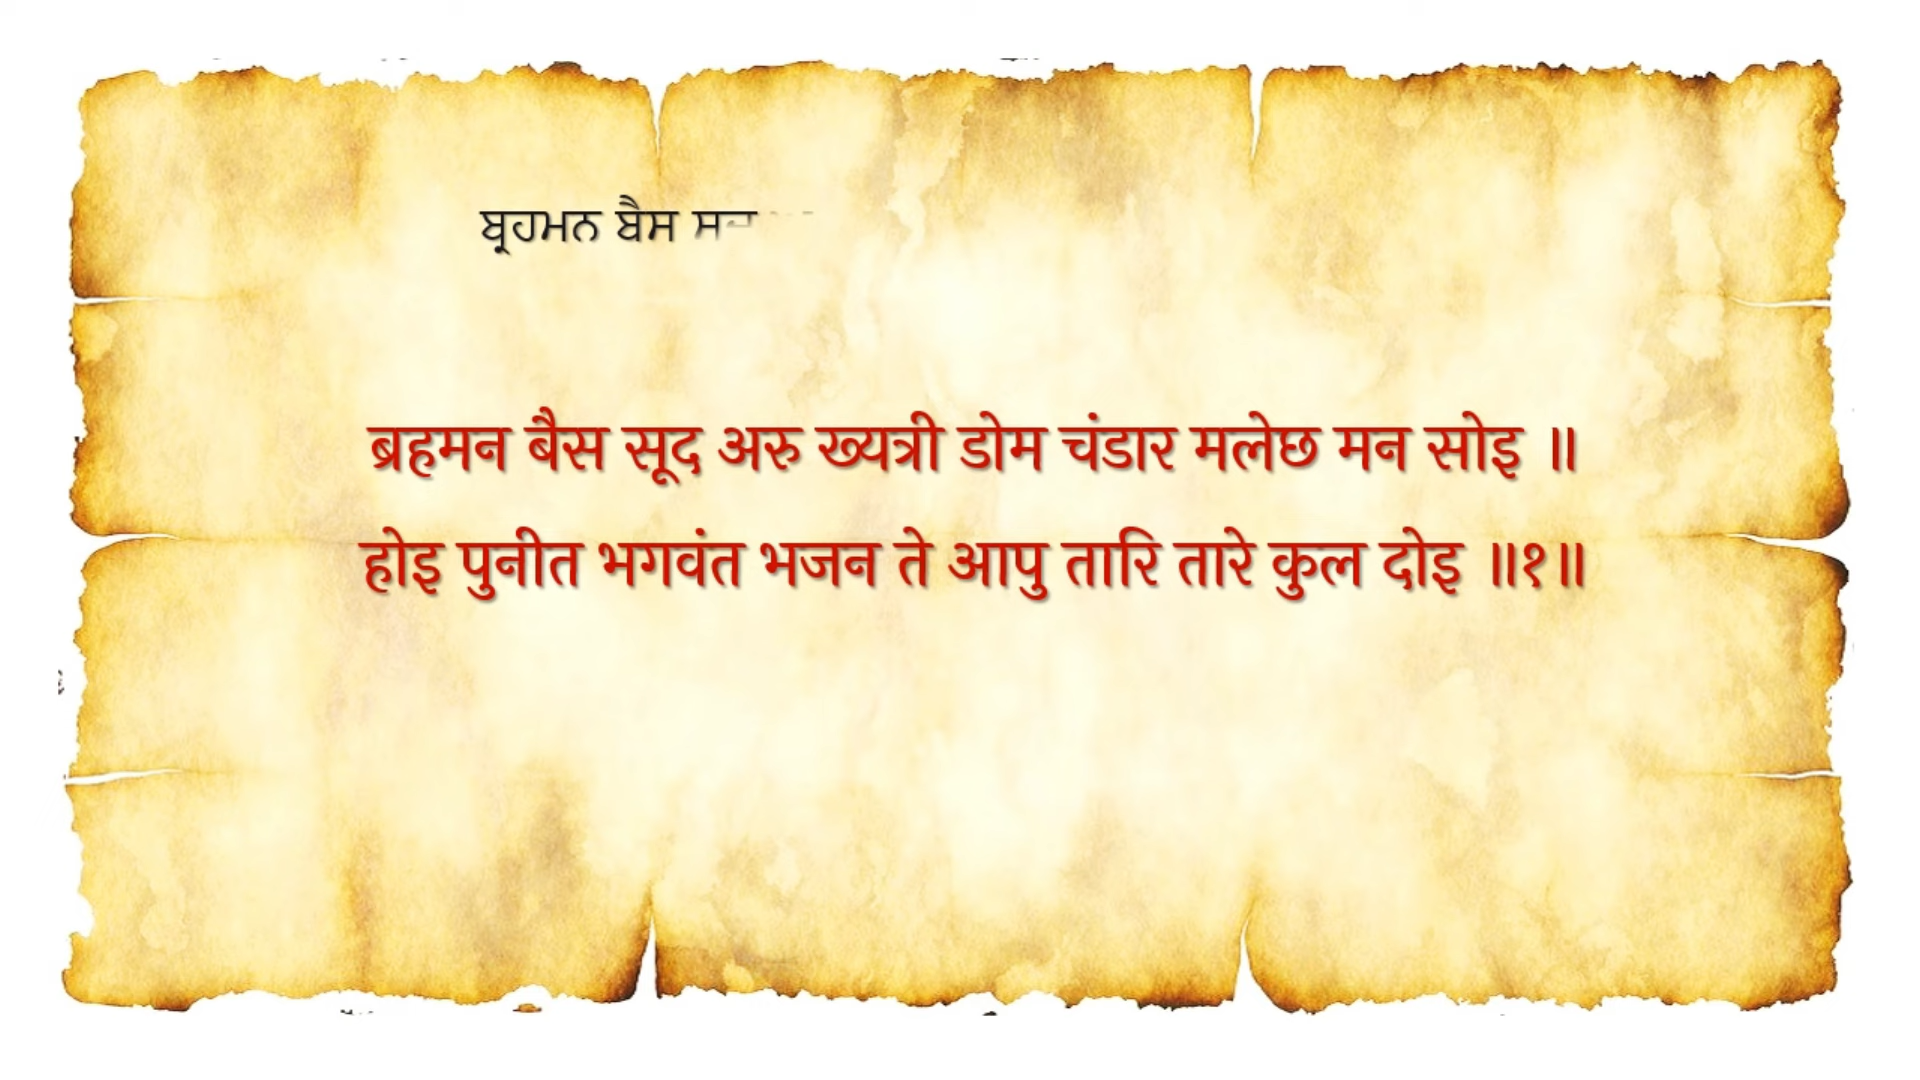 ਬ੍ਰਹਮਨ ਬੈਸ
ब्रहमन बैस सूद अरु ख्यत्री डोम चंडार मलेछ मन सोइ ॥
होइ पुनीत भगवंत भजन ते आपु तारि तारे कुल दोइ ॥१॥